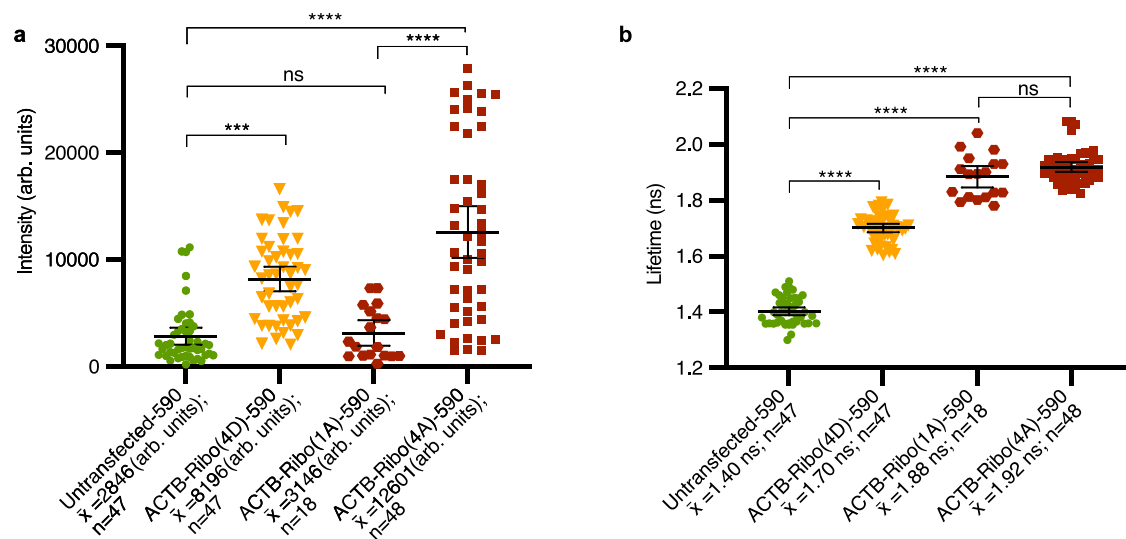 a
****
****
ns
***
30000
20000
10000
0
Intensity (arb. units)
Untransfected-590
x̄ =2846(arb. units);
n=47
ACTB-Ribo(4D)-590
x̄ =8196(arb. units);
n=47
ACTB-Ribo(1A)-590
x̄ =3146(arb. units);
n=18
ACTB-Ribo(4A)-590
x̄ =12601(arb. units);
n=48
b
****
ns
****
****
2.2
2.0
1.8
1.6
1.4
1.2
Lifetime (ns)
Untransfected-590
x̄ =1.40 ns; n=47
ACTB-Ribo(4D)-590
x̄ =1.70 ns; n=47
ACTB-Ribo(1A)-590
x̄ =1.88 ns; n=18
ACTB-Ribo(4A)-590
x̄ =1.92 ns; n=48